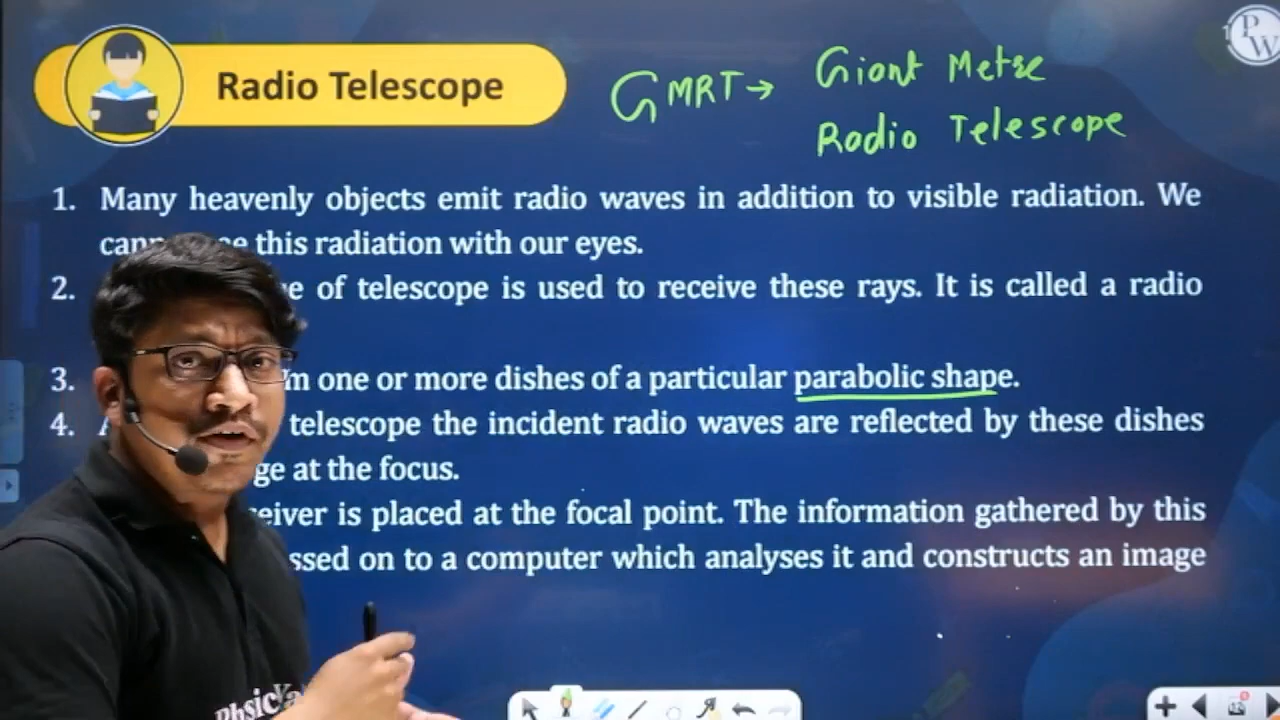 PW
Radio Telescope
GMRT → Giant Metre
Radio Telescope
1. Many heavenly objects emit radio waves in addition to visible radiation. We
see this radiation with our eyes.
2. of telescope is used to receive these rays. It is called a radio
3. one or more dishes of a particular parabolic shape.
4. telescope the incident radio waves are reflected by these dishes
at the focus.
is placed at the focal point. The information gathered by this
on to a computer which analyses it and constructs an image